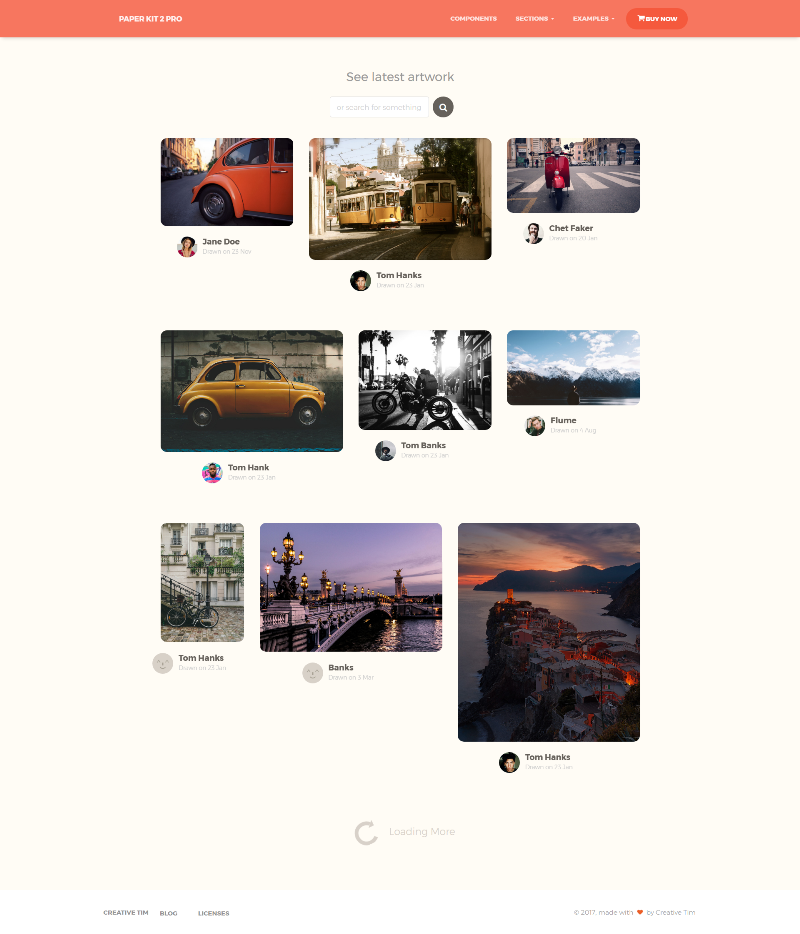 PAPER KIT 2 PRO
COMPONENTS SECTIONS EXAMPLES BUY NOW
See latest artwork
or search for something
Jane Doe
Drawn on 23 Nov
Tom Hanks
Drawn on 23 Jan
Chet Faker
Drawn on 20 Jan
Tom Hank
Drawn on 23 Jan
Tom Banks
Drawn on 23 Jan
Flume
Drawn on 4 Aug
Tom Hanks
Drawn on 23 Jan
Banks
Drawn on 3 Mar
Tom Hanks
Drawn on 23 Jan
Loading More
CREATIVE TIM BLOG LICENSES
© 2017, made with by Creative Tim